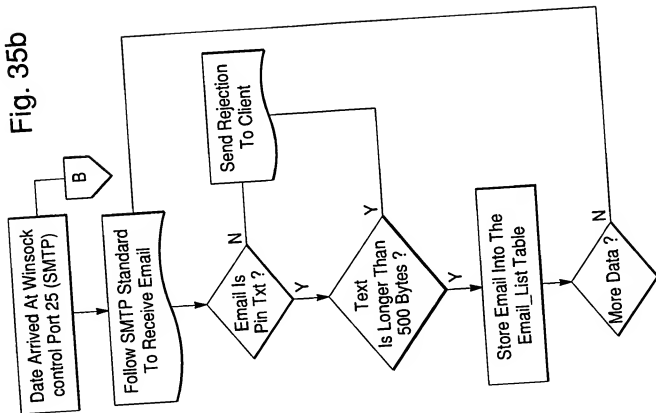 Fig. 35b
Date Arrived At Winsock
control Port 25 (SMTP)
B
Follow SMTP Standard
To Receive Email
Email Is
Pin Txt ?
N
Y
Send Rejection
To Client
Text
Is Longer Than
500 Bytes ?
Y
Y
Store Email Into The
Email_List Table
More Data ?
N